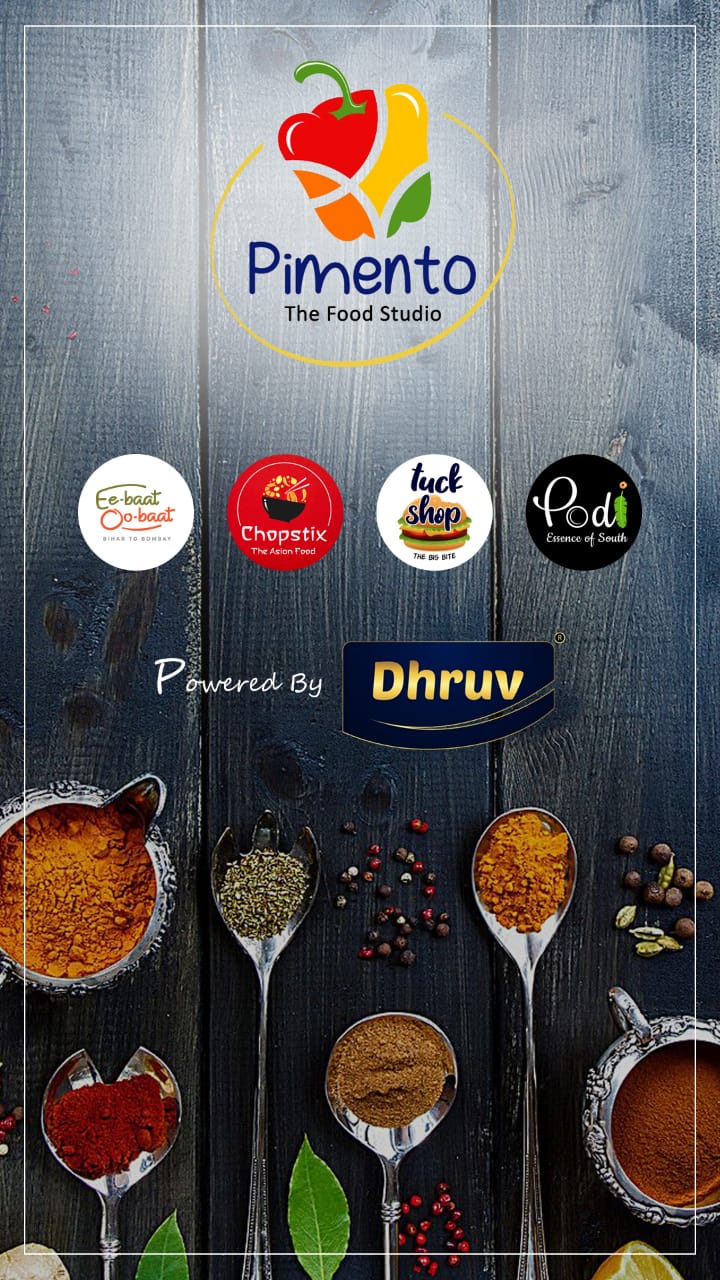 Pimento
The Food Studio
Ee-baat
Oo-baat
BIHAR TO BOMBAY
Chopstix
The Asian Food
tuck
shop
THE BIG BITE
Podi
Essence of South
Powered By
Dhruv
®